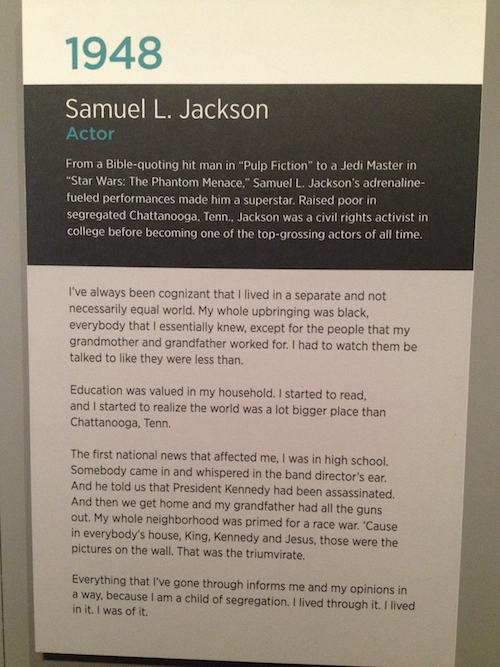 1948
Samuel L. Jackson
Actor
From a Bible-quoting hit man in “Pulp Fiction” to a Jedi Master in
“Star Wars: The Phantom Menace,” Samuel L. Jackson’s adrenaline-
fueled performances made him a superstar. Raised poor in
segregated Chattanooga, Tenn., Jackson was a civil rights activist in
college before becoming one of the top-grossing actors of all time.
I’ve always been cognizant that I lived in a separate and not
necessarily equal world. My whole upbringing was black,
everybody that I essentially knew, except for the people that my
grandmother and grandfather worked for. I had to watch them be
talked to like they were less than.
Education was valued in my household. I started to read,
and I started to realize the world was a lot bigger place than
Chattanooga, Tenn.
The first national news that affected me, I was in high school.
Somebody came in and whispered in the band director’s ear.
And he told us that President Kennedy had been assassinated.
And then we get home and my grandfather had all the guns
out. My whole neighborhood was primed for a race war. ’Cause
in everybody’s house, King, Kennedy and Jesus, those were the
pictures on the wall. That was the triumvirate.
Everything that I’ve gone through informs me and my opinions in
a way, because I am a child of segregation. I lived through it. I lived
in it. I was of it.